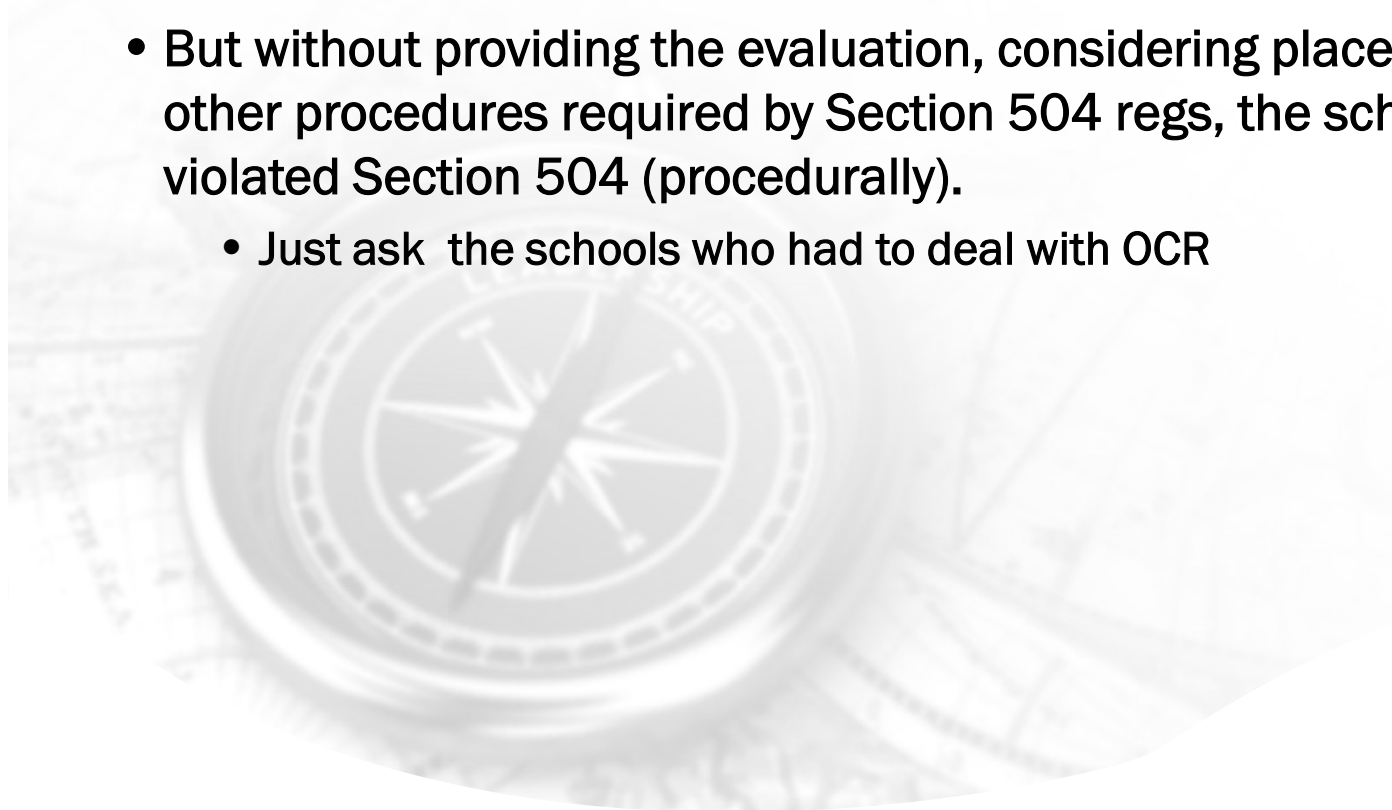 • But without providing the evaluation, considering place
other procedures required by Section 504 regs, the sch
violated Section 504 (procedurally).
• Just ask  the schools who had to deal with OCR
LEADERSHIP